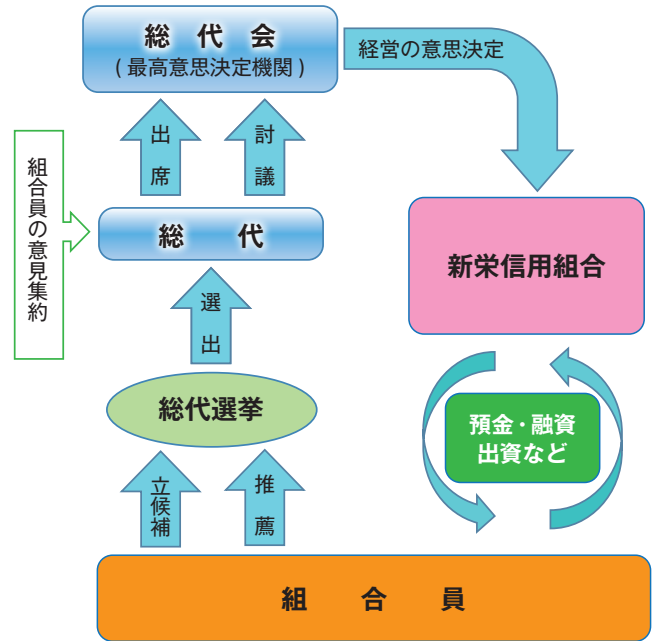 総代会
(最高意思決定機関)
経営の意思決定
出席
討議
組合員の意見集約
総代
新栄信用組合
選出
総代選挙
預金・融資
出資など
立候補
推薦
組合員